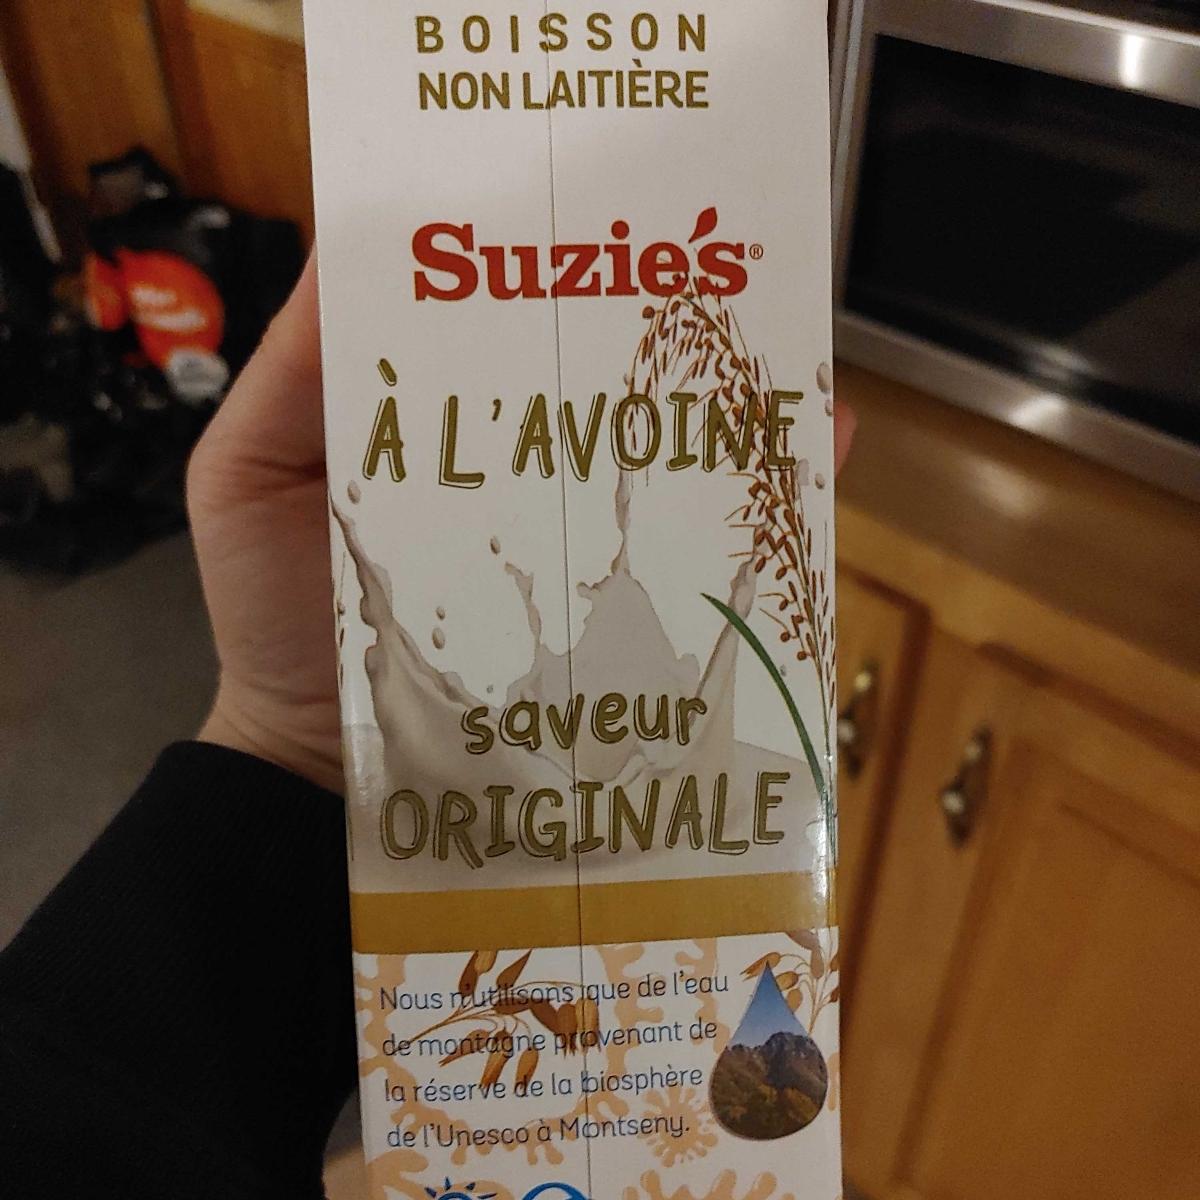 BOISSON
NON LAITIÈRE
Suzie's®
À L'AVOINE
saveur
ORIGINALE
Nous n'utilisons que de l'eau
de montagne provenant de
la réserve de la biosphère
de l'Unesco à Montseny.